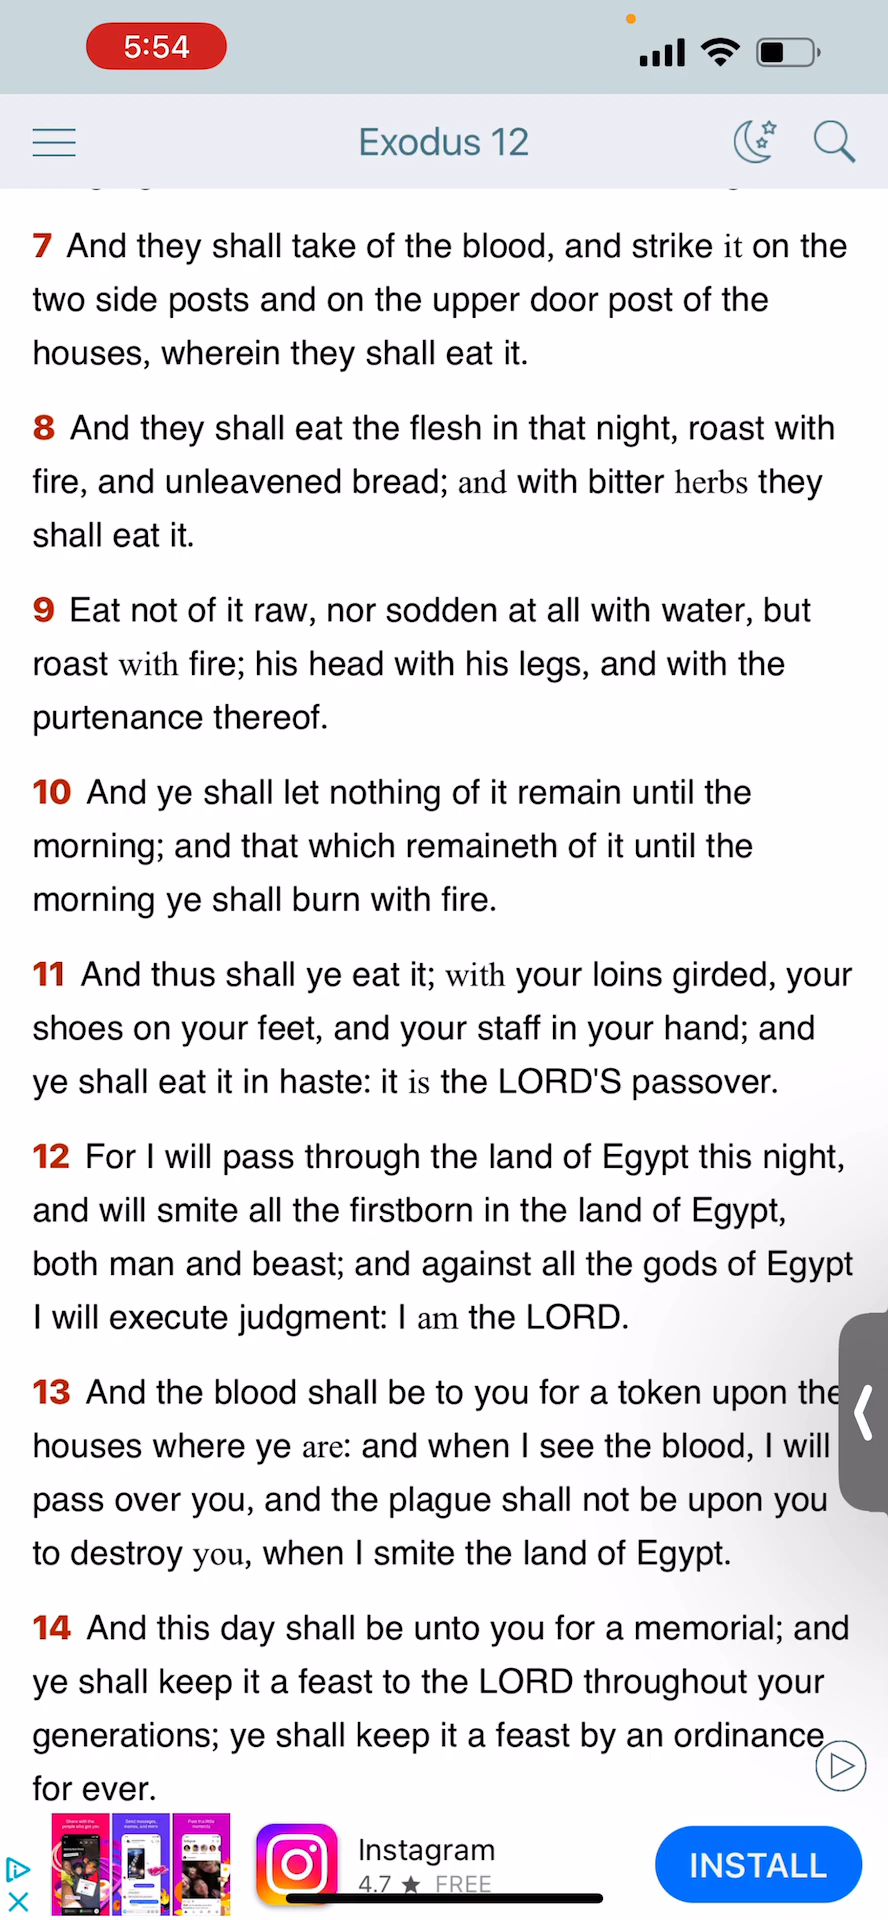 5:54
Exodus 12
7 And they shall take of the blood, and strike it on the
two side posts and on the upper door post of the
houses, wherein they shall eat it.
8 And they shall eat the flesh in that night, roast with
fire, and unleavened bread; and with bitter herbs they
shall eat it.
9 Eat not of it raw, nor sodden at all with water, but
roast with fire; his head with his legs, and with the
purtenance thereof.
10 And ye shall let nothing of it remain until the
morning; and that which remaineth of it until the
morning ye shall burn with fire.
11 And thus shall ye eat it; with your loins girded, your
shoes on your feet, and your staff in your hand; and
ye shall eat it in haste: it is the LORD'S passover.
12 For I will pass through the land of Egypt this night,
and will smite all the firstborn in the land of Egypt,
both man and beast; and against all the gods of Egypt
I will execute judgment: I am the LORD.
13 And the blood shall be to you for a token upon the
houses where ye are: and when I see the blood, I will
pass over you, and the plague shall not be upon you
to destroy you, when I smite the land of Egypt.
14 And this day shall be unto you for a memorial; and
ye shall keep it a feast to the LORD throughout your
generations; ye shall keep it a feast by an ordinance
for ever.
Instagram
4.7 ★ FREE
INSTALL